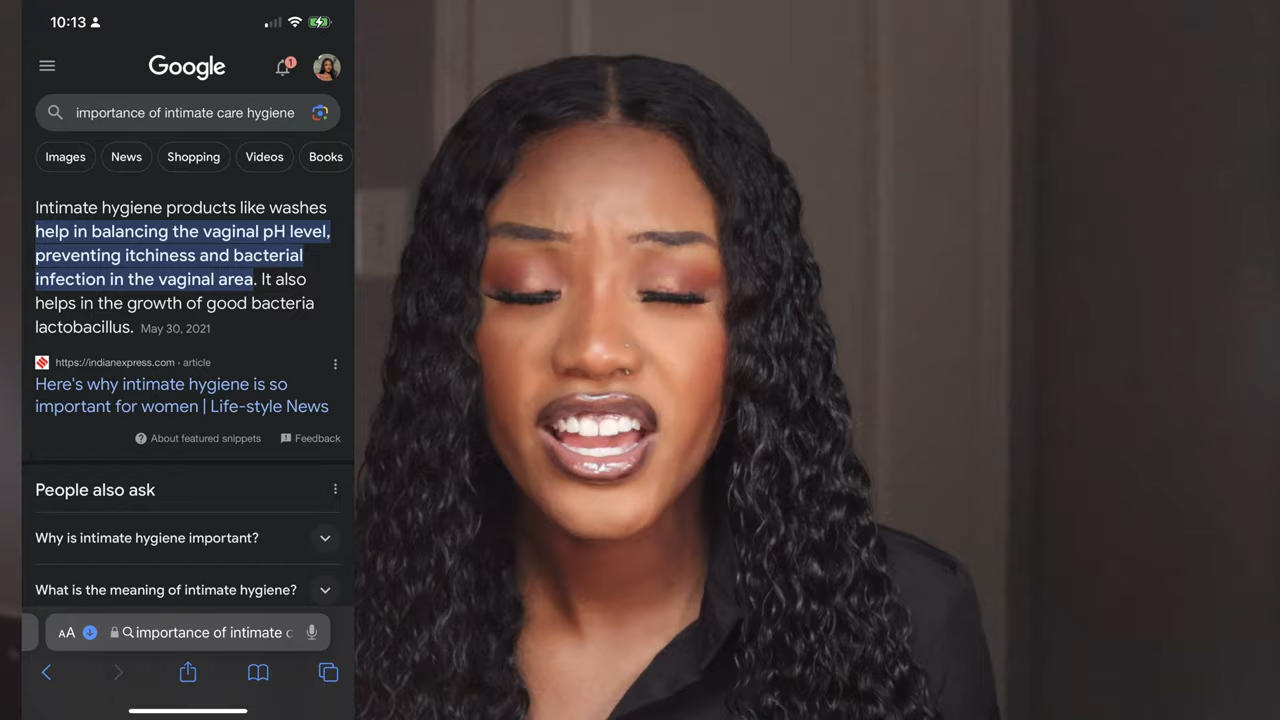 10:13
Google
1
importance of intimate care hygiene
Images News Shopping Videos Books
Intimate hygiene products like washes
help in balancing the vaginal pH level,
preventing itchiness and bacterial
infection in the vaginal area. It also
helps in the growth of good bacteria
lactobacillus. May 30, 2021
https://indianexpress.com › article
Here's why intimate hygiene is so
important for women | Life-style News
About featured snippets Feedback
People also ask
Why is intimate hygiene important?
What is the meaning of intimate hygiene?
AA importance of intimate c